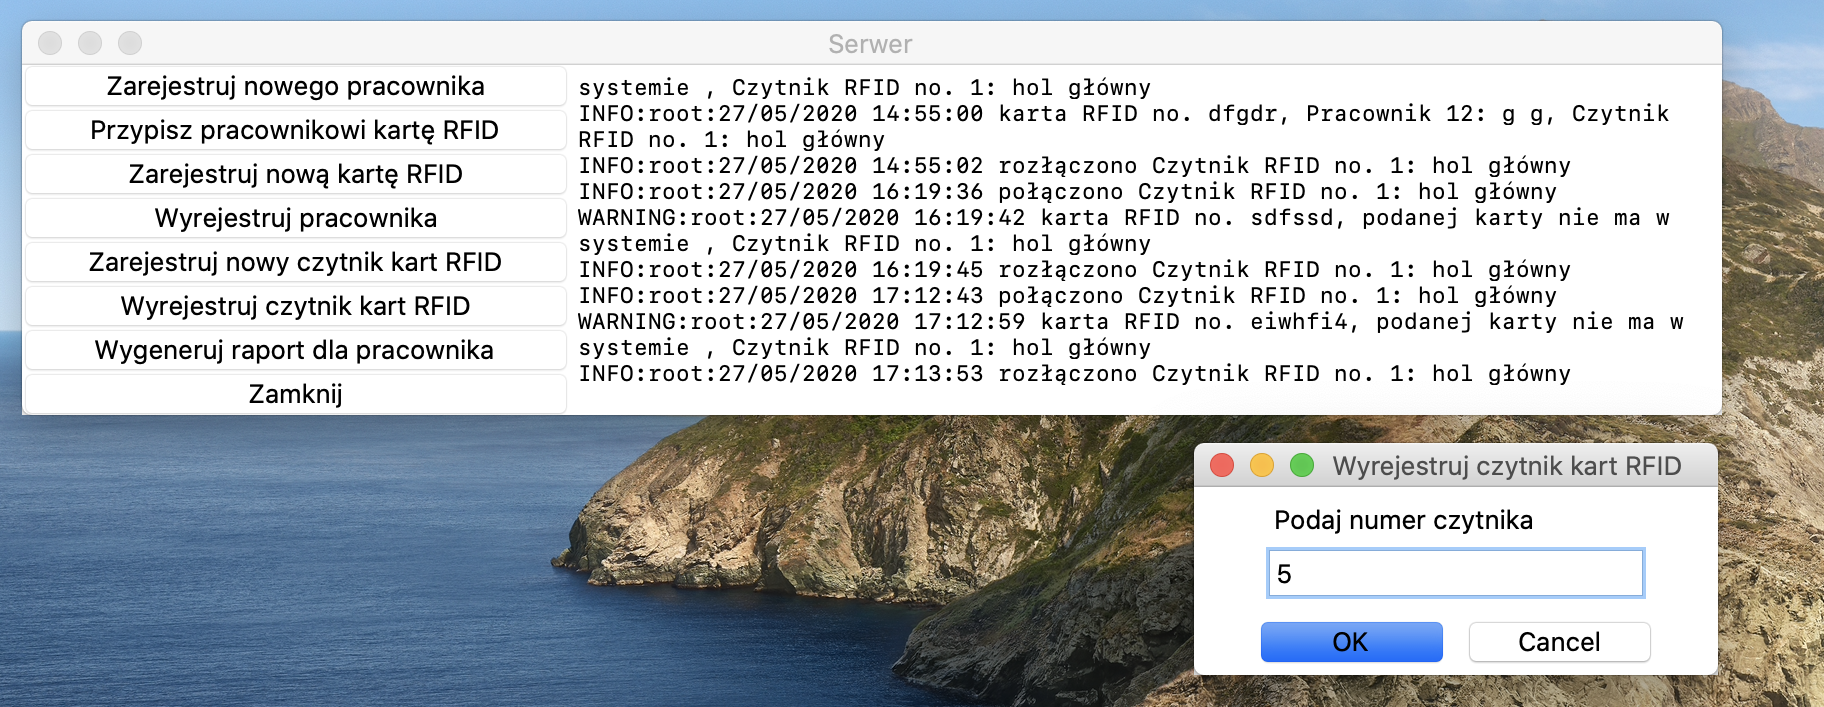 Serwer
Zarejestruj nowego pracownika
Przypisz pracownikowi kartę RFID
Zarejestruj nową kartę RFID
Wyrejestruj pracownika
Zarejestruj nowy czytnik kart RFID
Wyrejestruj czytnik kart RFID
Wygeneruj raport dla pracownika
Zamknij
systemie , Czytnik RFID no. 1: hol główny
INFO:root:27/05/2020 14:55:00 karta RFID no. dfgdr, Pracownik 12: g g, Czytnik
RFID no. 1: hol główny
INFO:root:27/05/2020 14:55:02 rozłączono Czytnik RFID no. 1: hol główny
INFO:root:27/05/2020 16:19:36 połączono Czytnik RFID no. 1: hol główny
WARNING:root:27/05/2020 16:19:42 karta RFID no. sdfssd, podanej karty nie ma w
systemie , Czytnik RFID no. 1: hol główny
INFO:root:27/05/2020 16:19:45 rozłączono Czytnik RFID no. 1: hol główny
INFO:root:27/05/2020 17:12:43 połączono Czytnik RFID no. 1: hol główny
WARNING:root:27/05/2020 17:12:59 karta RFID no. eiwhfi4, podanej karty nie ma w
systemie , Czytnik RFID no. 1: hol główny
INFO:root:27/05/2020 17:13:53 rozłączono Czytnik RFID no. 1: hol główny
Wyrejestruj czytnik kart RFID
Podaj numer czytnika
5
OK
Cancel